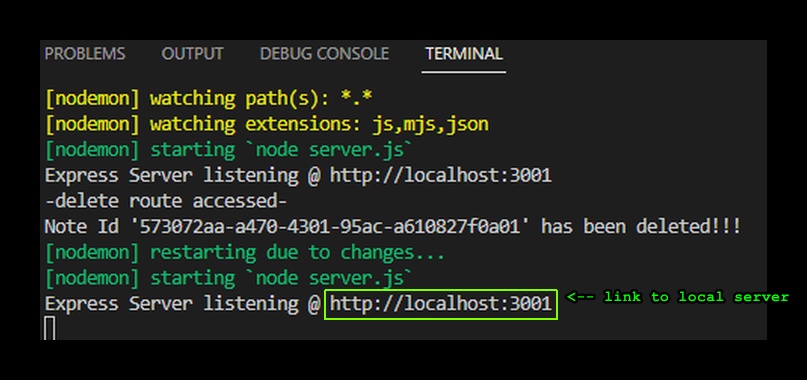 PROBLEMS OUTPUT DEBUG CONSOLE TERMINAL
[nodemon] watching path(s): *.*
[nodemon] watching extensions: js,mjs,json
[nodemon] starting `node server.js`
Express Server listening @ http://localhost:3001
-delete route accessed-
Note Id '573072aa-a470-4301-95ac-a610827f0a01' has been deleted!!!
[nodemon] restarting due to changes...
[nodemon] starting `node server.js`
Express Server listening @ http://localhost:3001 <-- link to local server